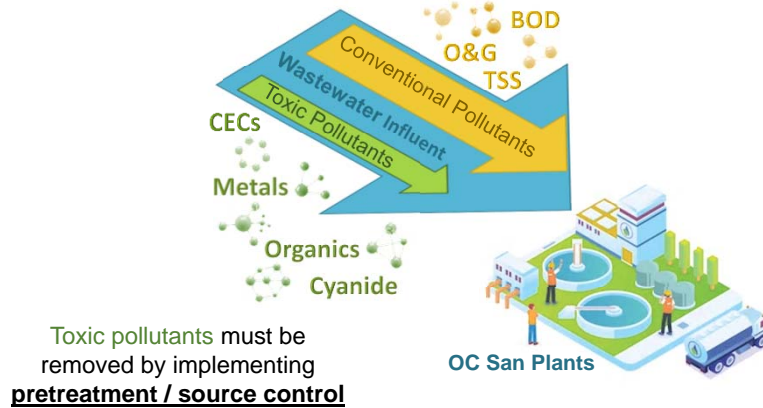 BOD
O&G
TSS
Conventional Pollutants
Wastewater Influent
Toxic Pollutants
CECs
Metals
Organics
Cyanide
Toxic pollutants must be
removed by implementing
pretreatment / source control
OC San Plants